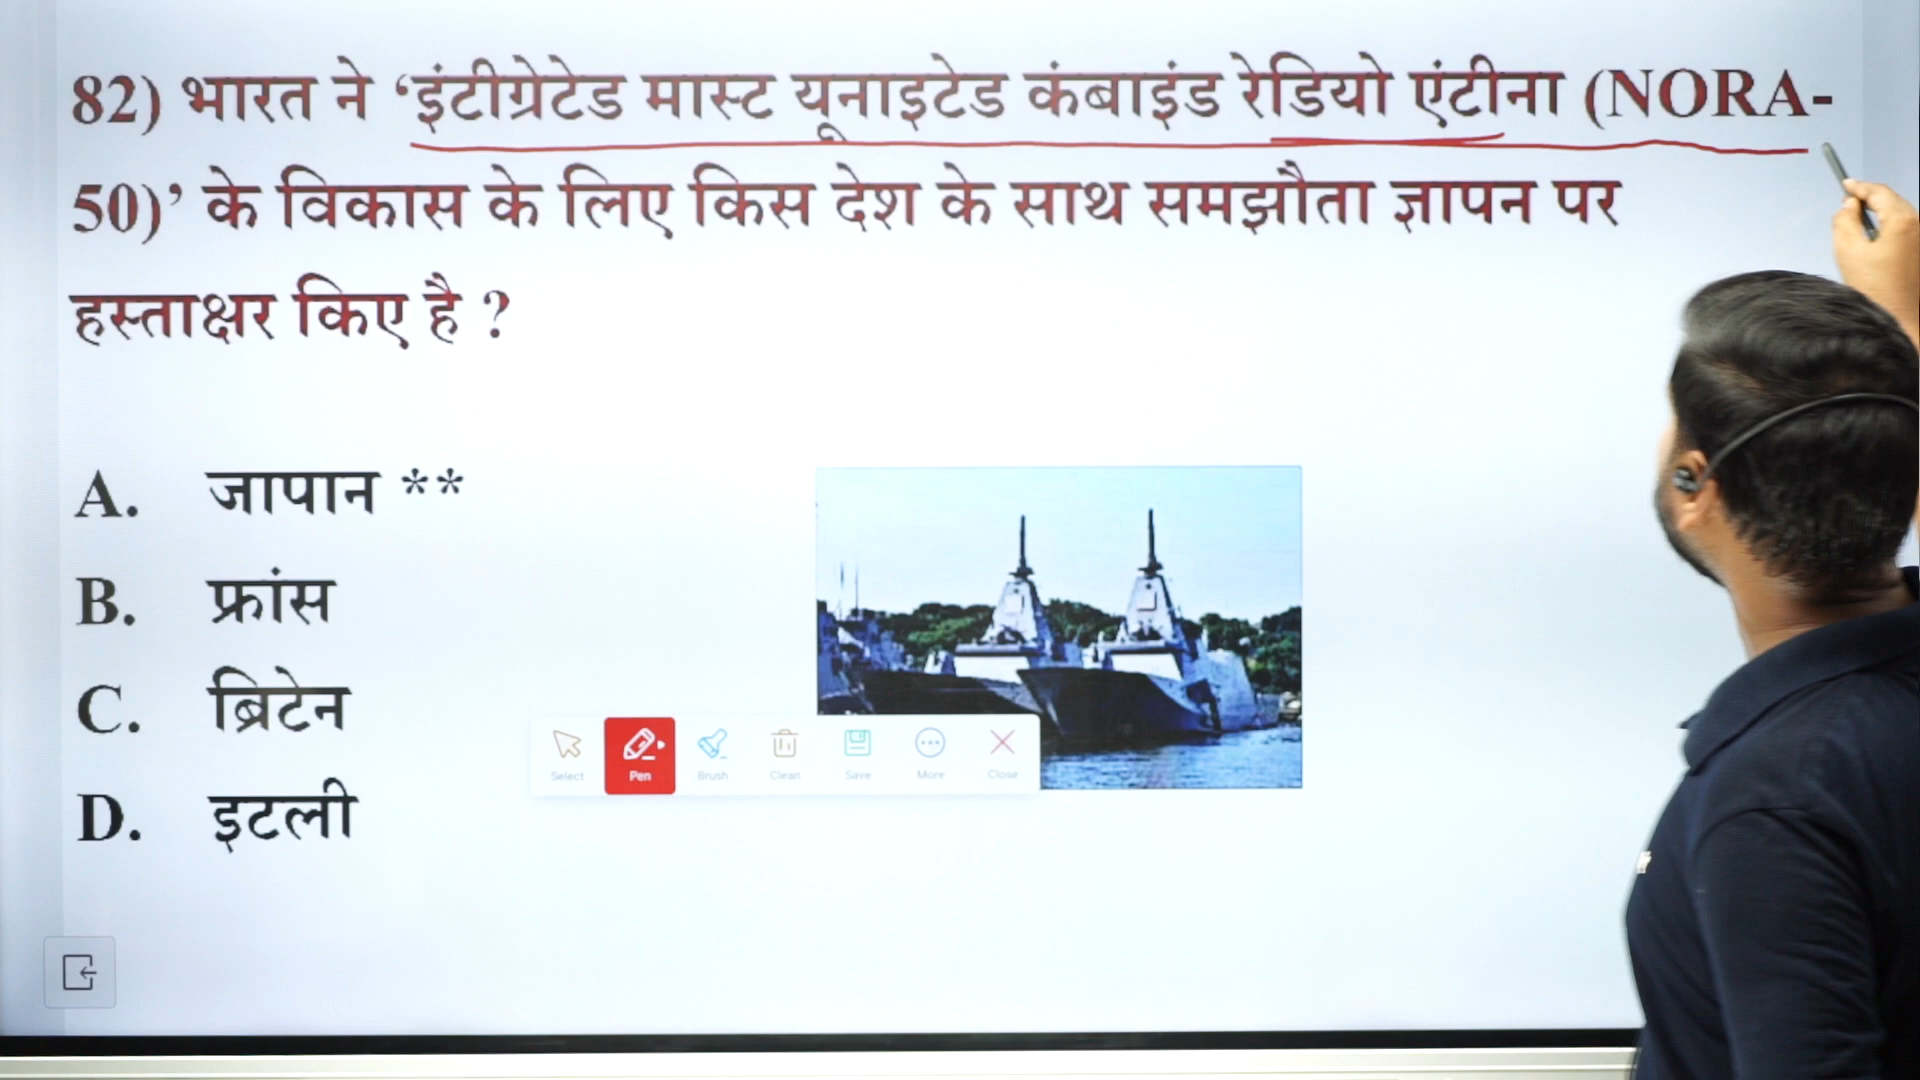 82) भारत ने ‘इंटीग्रेटेड मास्ट यूनाइटेड कंबाइंड रेडियो एंटीना (NORA-
50)’ के विकास के लिए किस देश के साथ समझौता ज्ञापन पर
हस्ताक्षर किए है ?
A. जापान **
B. फ्रांस
C. ब्रिटेन
D. इटली
Select Pen Brush Clean Save More Close